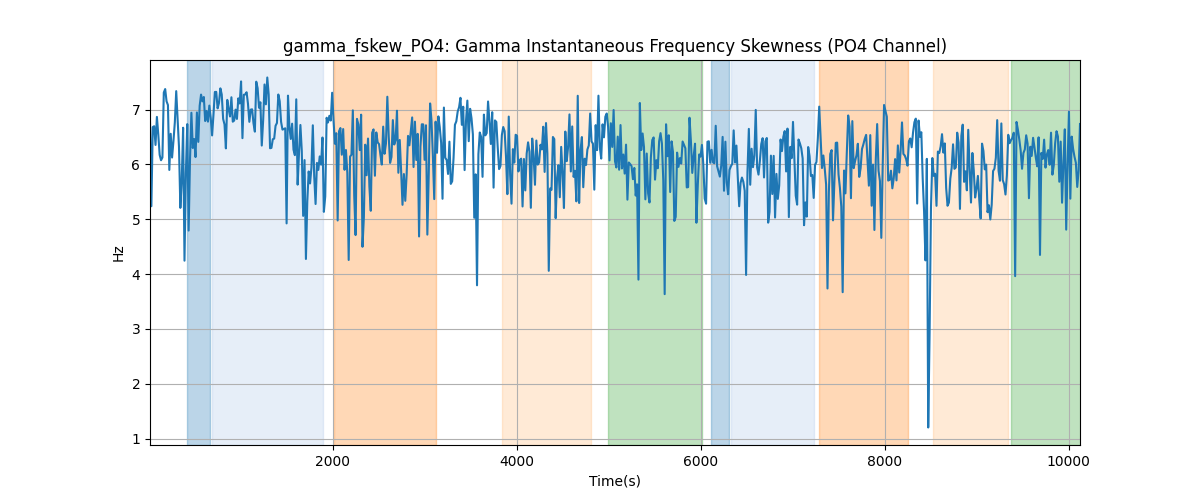 gamma_fskew_PO4: Gamma Instantaneous Frequency Skewness (PO4 Channel)
7
6
5
4
3
2
1
Hz
2000 4000 6000 8000 10000
Time(s)